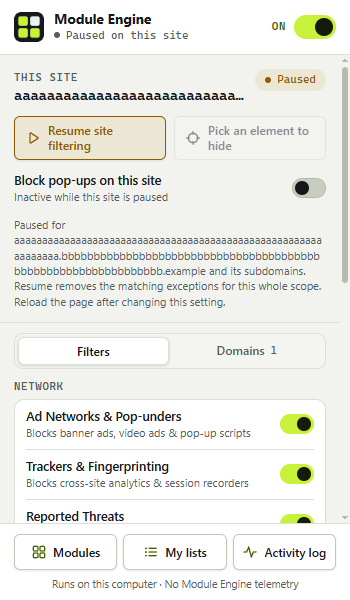 Module Engine
Paused on this site
ON
THIS SITE
Paused
aaaaaaaaaaaaaaaaaaaaaaaaaaa…
Resume site
filtering
Pick an element to
hide
Block pop-ups on this site
Inactive while this site is paused
Paused for
aaaaaaaaaaaaaaaaaaaaaaaaaaaaaaaaaaaaaaaaaaaaaaaaaaa
aaaaaaaa.bbbbbbbbbbbbbbbbbbbbbbbbbbbbbbbbbbbbbbbb
bbbbbbbbbbbbbbbbbbbbbbb.example and its subdomains.
Resume removes the matching exceptions for this whole scope.
Reload the page after changing this setting.
Filters
Domains 1
NETWORK
Ad Networks & Pop-unders
Blocks banner ads, video ads & pop-up scripts
Trackers & Fingerprinting
Blocks cross-site analytics & session recorders
Reported Threats
Modules
My lists
Activity log
Runs on this computer · No Module Engine telemetry